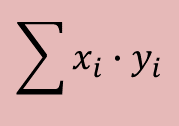 ∑ xᵢ · yᵢ